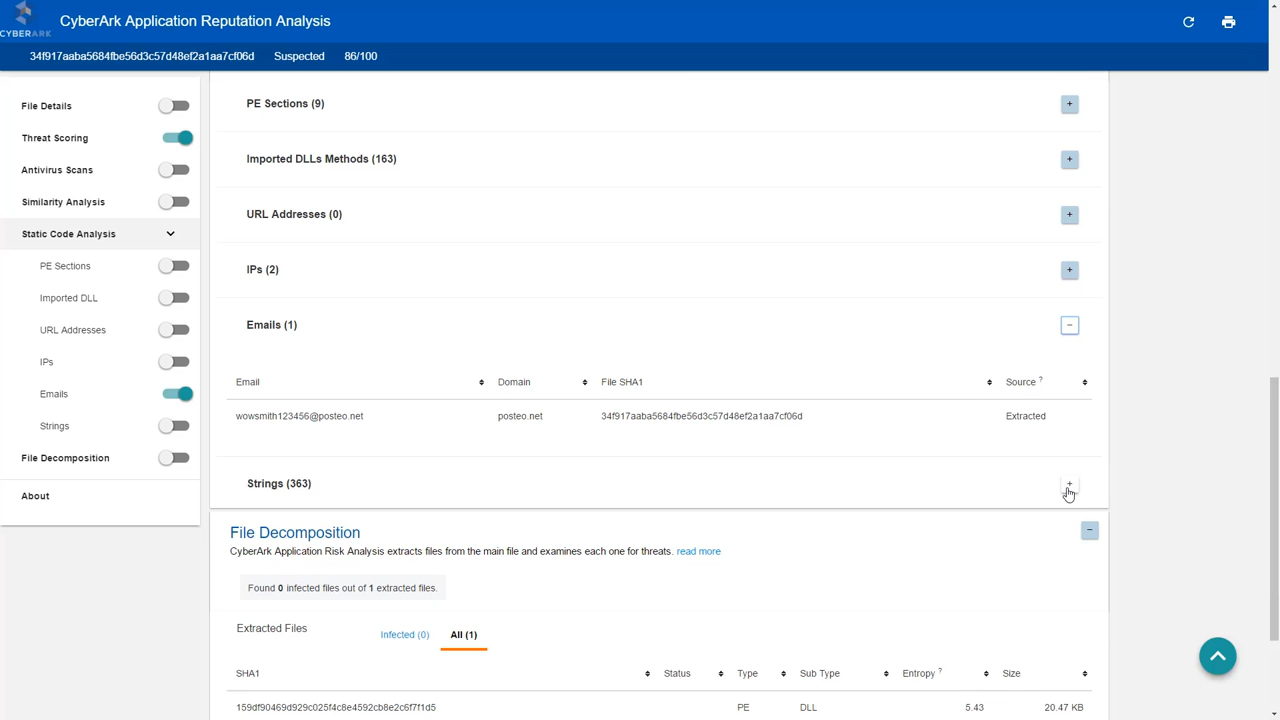 CYBERARK
CyberArk Application Reputation Analysis
34f917aaba5684fbe56d3c57d48ef2a1aa7cf06d Suspected 86/100
File Details
Threat Scoring
Antivirus Scans
Similarity Analysis
Static Code Analysis
PE Sections
Imported DLL
URL Addresses
IPs
Emails
Strings
File Decomposition
About
PE Sections (9)
Imported DLLs Methods (163)
URL Addresses (0)
IPs (2)
Emails (1)
Email Domain File SHA1 Source ?
wowsmith123456@posteo.net posteo.net 34f917aaba5684fbe56d3c57d48ef2a1aa7cf06d Extracted
Strings (363)
File Decomposition
CyberArk Application Risk Analysis extracts files from the main file and examines each one for threats. read more
Found 0 infected files out of 1 extracted files.
Extracted Files Infected (0) All (1)
SHA1 Status Type Sub Type Entropy ? Size
159df90469d929c025f4c8e4592cb8e2c6f7f1d5 PE DLL 5.43 20.47 KB